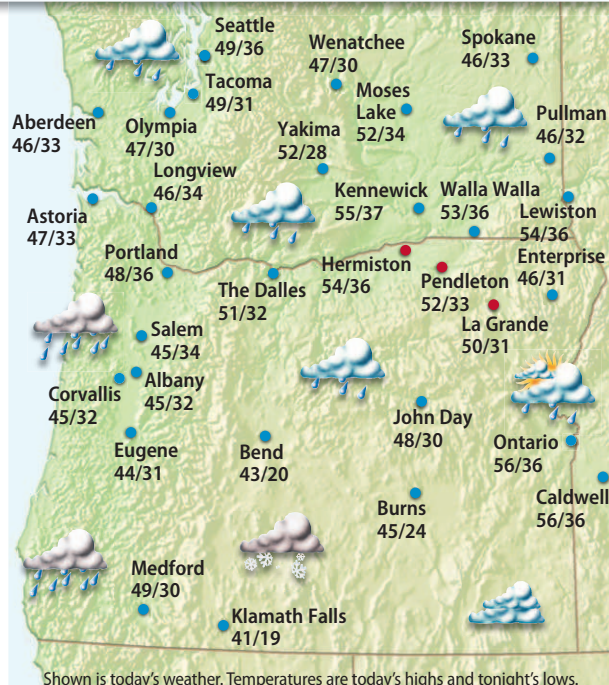 Seattle
49/36
Wenatchee
47/30
Spokane
46/33
Tacoma
49/31
Moses
Lake
52/34
Aberdeen
46/33
Olympia
47/30
Yakima
52/28
Pullman
46/32
Longview
46/34
Kennewick
55/37
Walla Walla
53/36
Lewiston
54/36
Astoria
47/33
Portland
48/36
The Dalles
51/32
Hermiston
54/36
Pendleton
52/33
Enterprise
46/31
La Grande
50/31
Salem
45/34
Albany
45/32
Corvallis
45/32
John Day
48/30
Ontario
56/36
Eugene
44/31
Bend
43/20
Caldwell
56/36
Burns
45/24
Medford
49/30
Klamath Falls
41/19
Shown is today's weather. Temperatures are today's highs and tonight's lows.